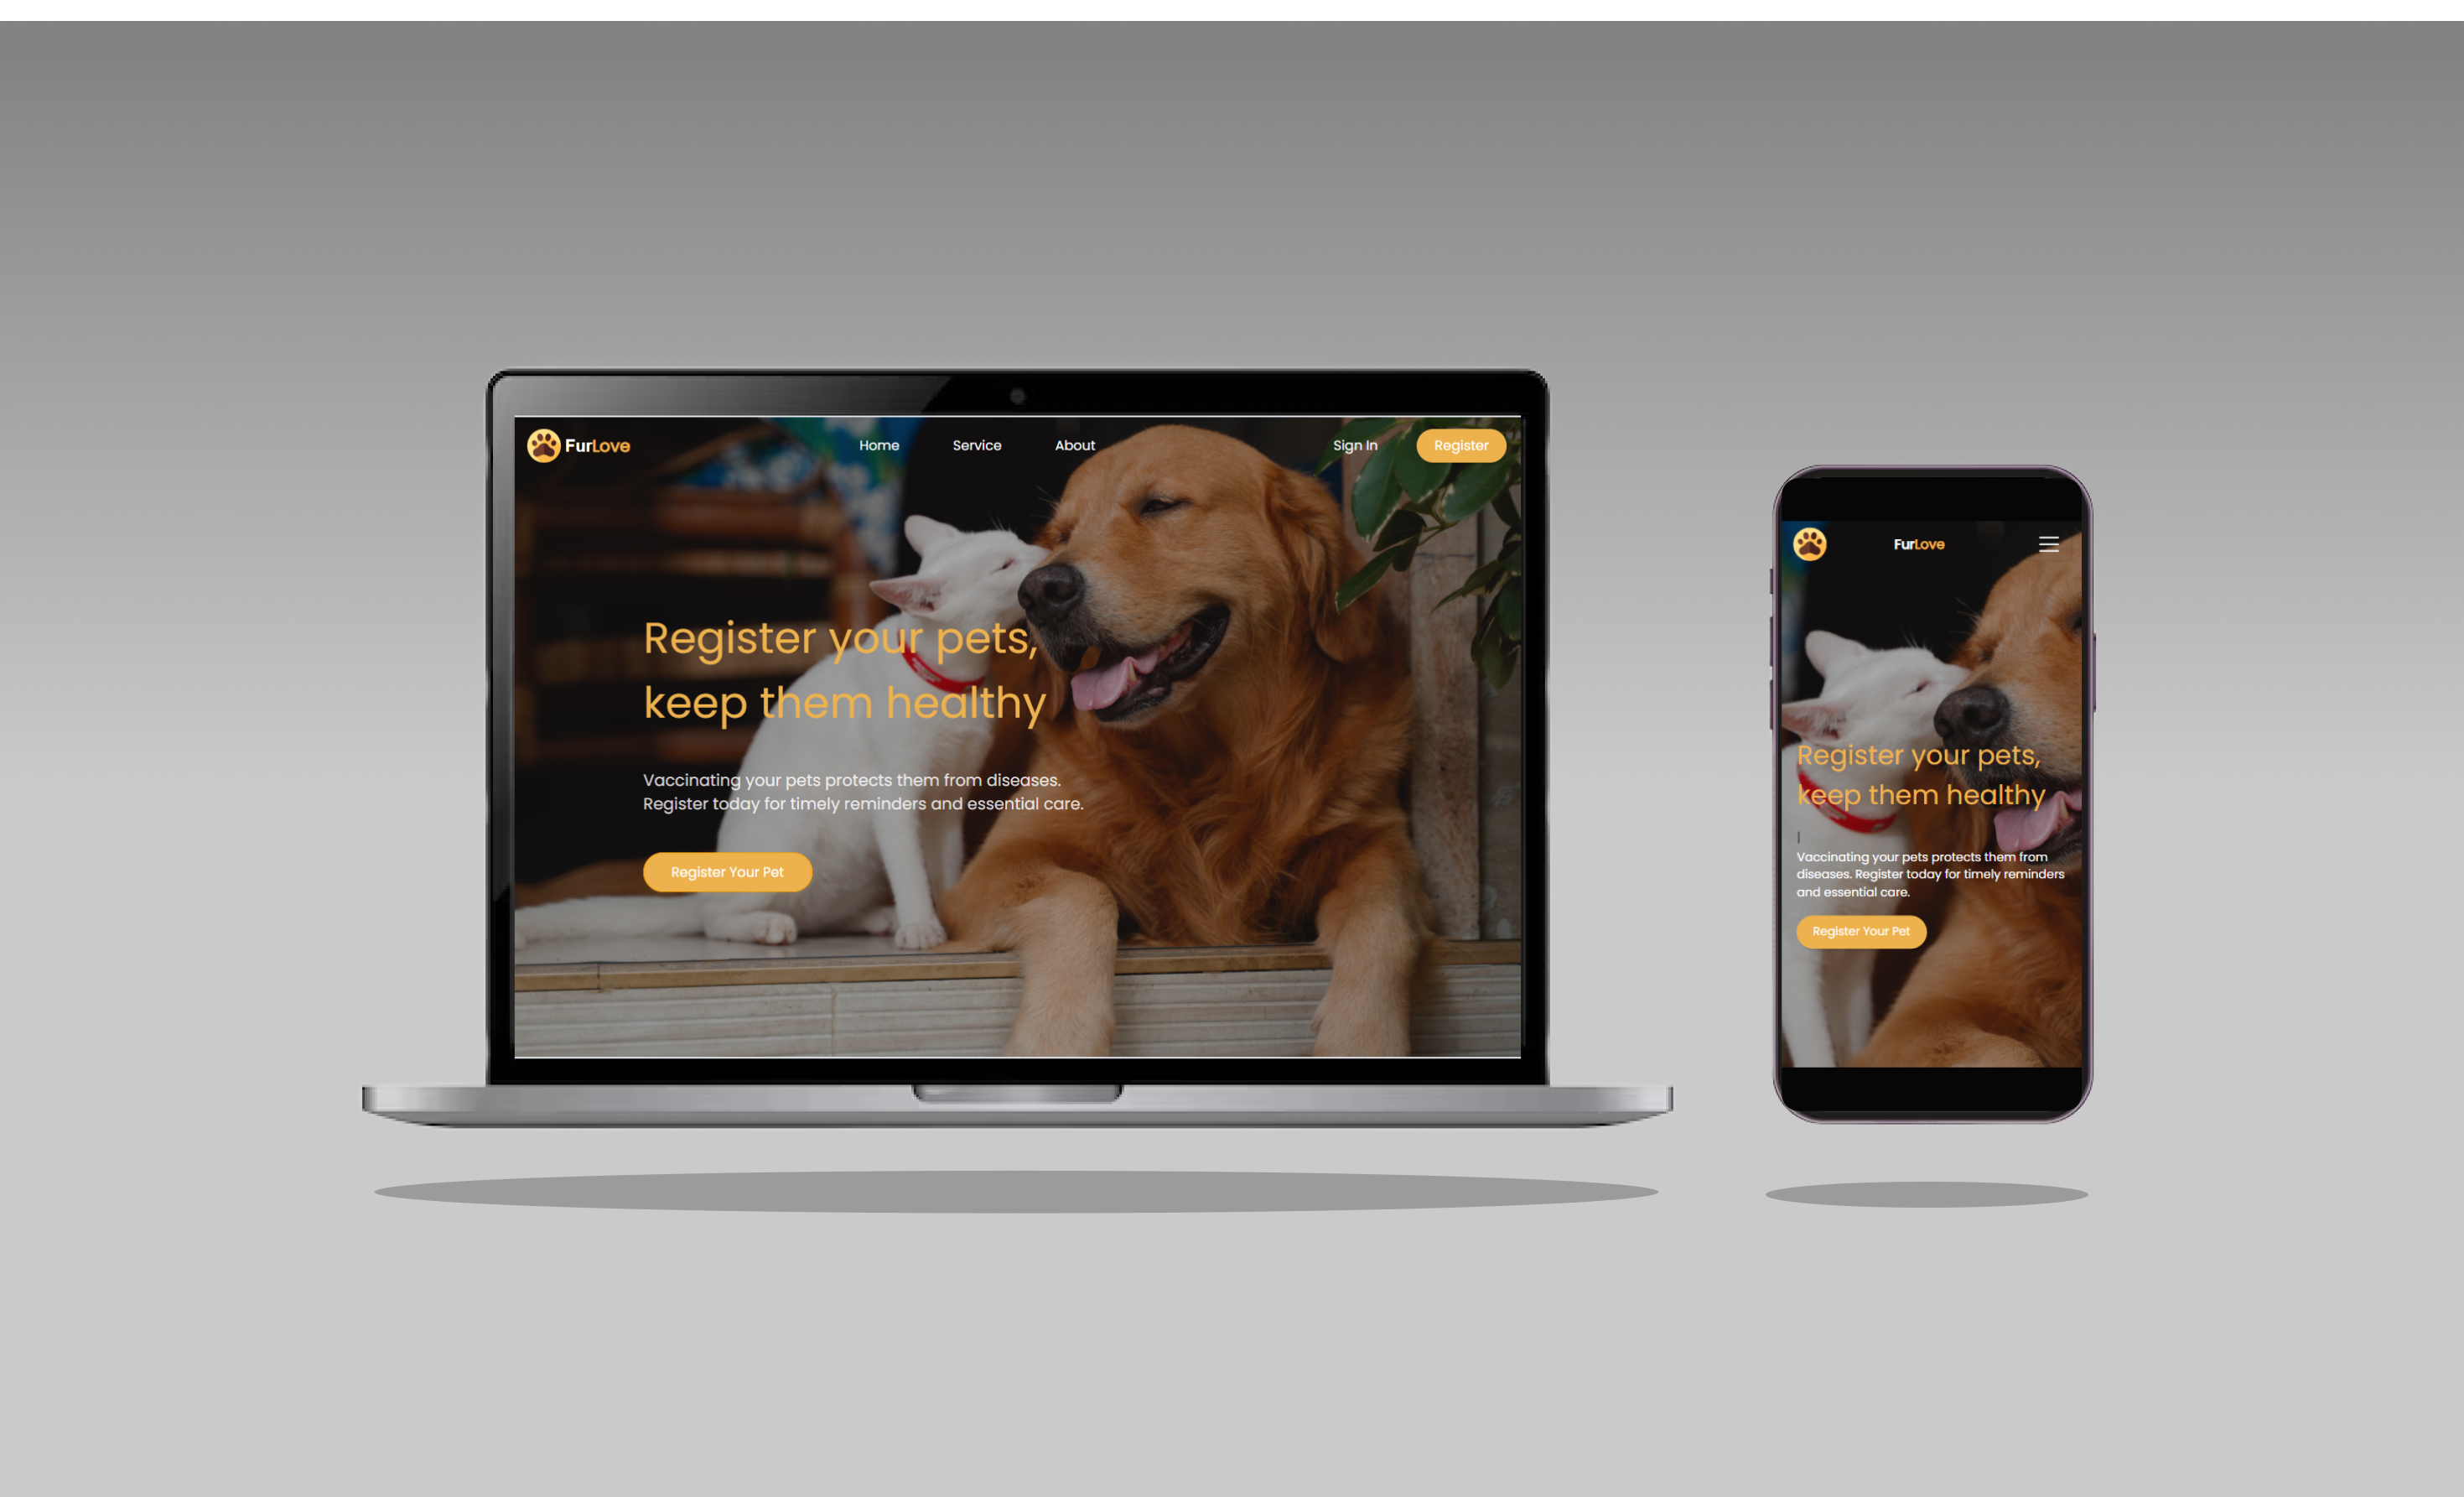 FurLove
Home Service About Sign In Register
Register your pets,
keep them healthy
Vaccinating your pets protects them from diseases.
Register today for timely reminders and essential care.
Register Your Pet
FurLove
Register your pets,
keep them healthy
Vaccinating your pets protects them from
diseases. Register today for timely reminders
and essential care.
Register Your Pet